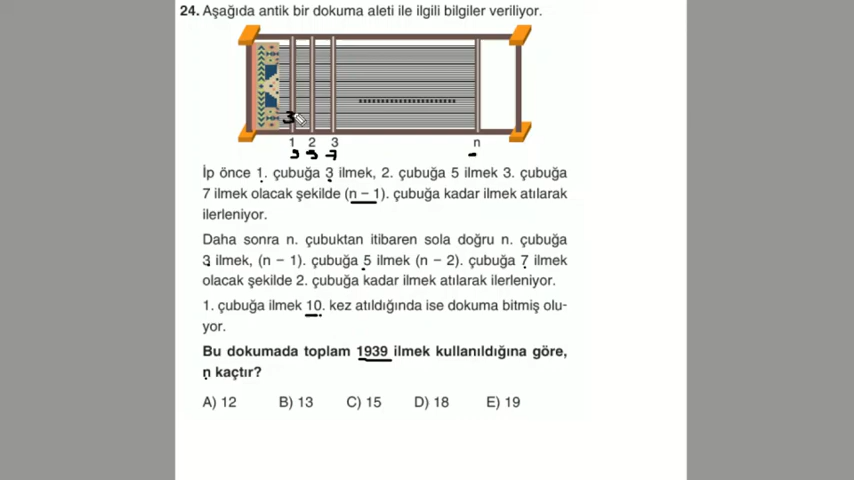 24. Aşağıda antik bir dokuma aleti ile ilgili bilgiler veriliyor.
3
1 2 3 n
3 5 7
İp önce 1. çubuğa 3 ilmek, 2. çubuğa 5 ilmek 3. çubuğa
7 ilmek olacak şekilde (n − 1). çubuğa kadar ilmek atılarak
ilerleniyor.
Daha sonra n. çubuktan itibaren sola doğru n. çubuğa
3 ilmek, (n − 1). çubuğa 5 ilmek (n − 2). çubuğa 7 ilmek
olacak şekilde 2. çubuğa kadar ilmek atılarak ilerleniyor.
1. çubuğa ilmek 10. kez atıldığında ise dokuma bitmiş olu-
yor.
Bu dokumada toplam 1939 ilmek kullanıldığına göre,
n kaçtır?
A) 12 B) 13 C) 15 D) 18 E) 19